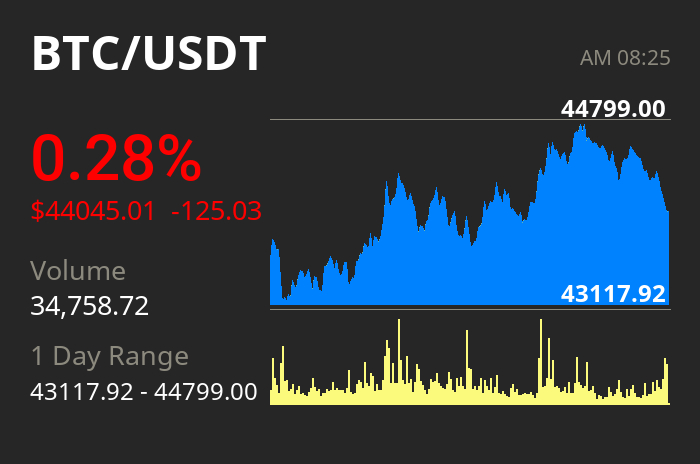 BTC/USDT
AM 08:25
44799.00
0.28%
$44045.01 -125.03
Volume
34,758.72
43117.92
1 Day Range
43117.92 - 44799.00